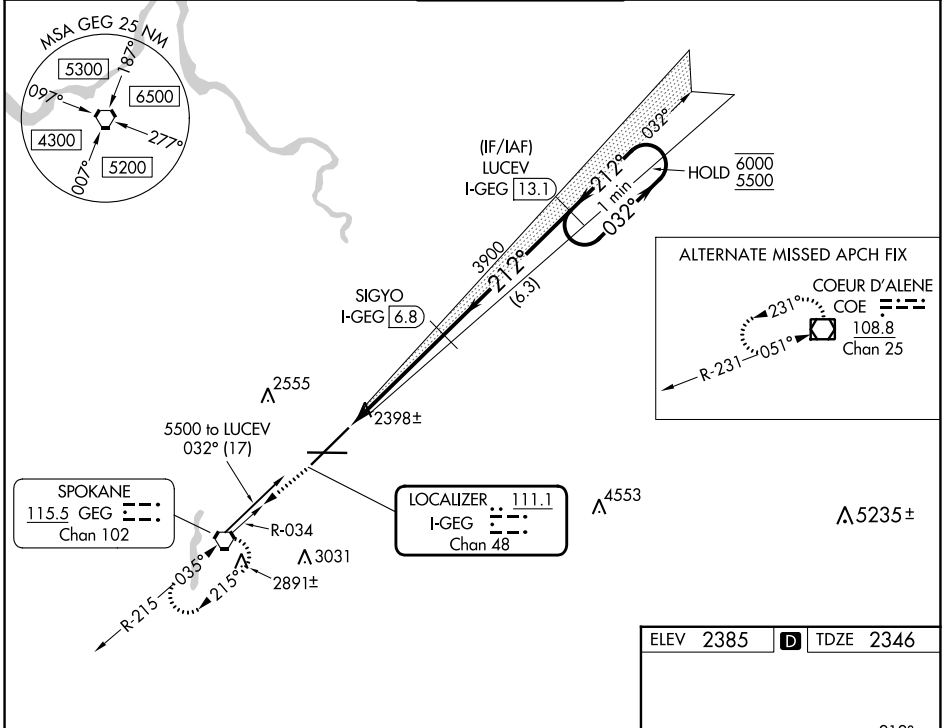 MSA GEG 25 NM
5300
187°
097°
6500
4300
277°
5200
007°
(IF/IAF)
LUCEV
I-GEG 13.1
032°
212°
1 min
032°
HOLD 6000
5500
3900
212°
(6.3)
SIGYO
I-GEG 6.8
ALTERNATE MISSED APCH FIX
COEUR D'ALENE
COE
108.8
Chan 25
231°
R-231
051°
2555
2398±
5500 to LUCEV
032° (17)
SPOKANE
115.5 GEG
Chan 102
R-034
LOCALIZER 111.1
I-GEG
Chan 48
4553
5235±
3031
2891±
035°
215°
R-215
ELEV 2385 D TDZE 2346